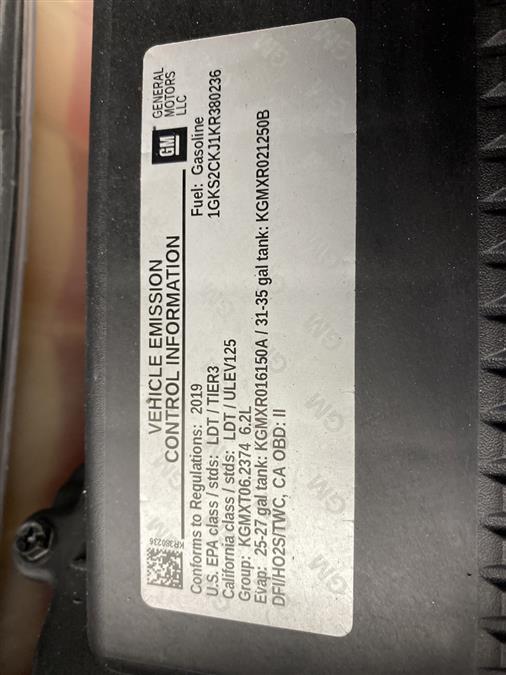 KR380236
VEHICLE EMISSION
CONTROL INFORMATION
GM
GENERAL
MOTORS
LLC
Conforms to Regulations: 2019
Fuel: Gasoline
U.S. EPA class / stds: LDT / TIER3
1GKS2CKJ1KR380236
California class / stds: LDT / ULEV125
Group: KGMXT06.2374 6.2L
Evap: 25-27 gal tank: KGMXR016150A / 31-35 gal tank: KGMXR021250B
DFI/HO2S/TWC, CA OBD: II